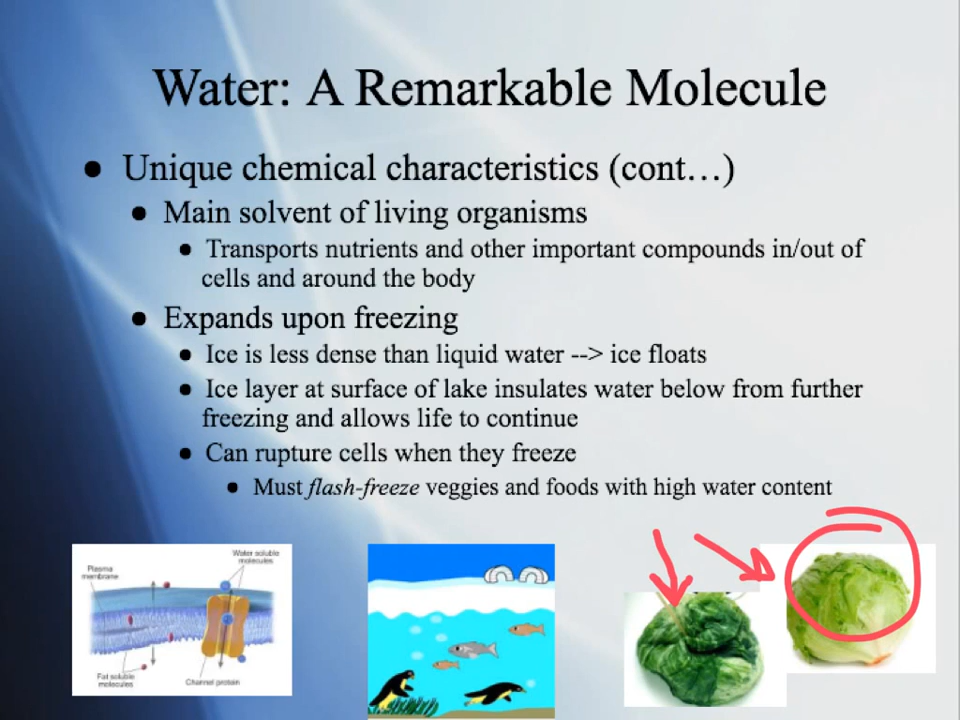 Water: A Remarkable Molecule
● Unique chemical characteristics (cont…)
● Main solvent of living organisms
● Transports nutrients and other important compounds in/out of
cells and around the body
● Expands upon freezing
● Ice is less dense than liquid water --> ice floats
● Ice layer at surface of lake insulates water below from further
freezing and allows life to continue
● Can rupture cells when they freeze
● Must flash-freeze veggies and foods with high water content
Plasma
membrane
Water soluble
molecules
Fat soluble
molecules
Channel protein